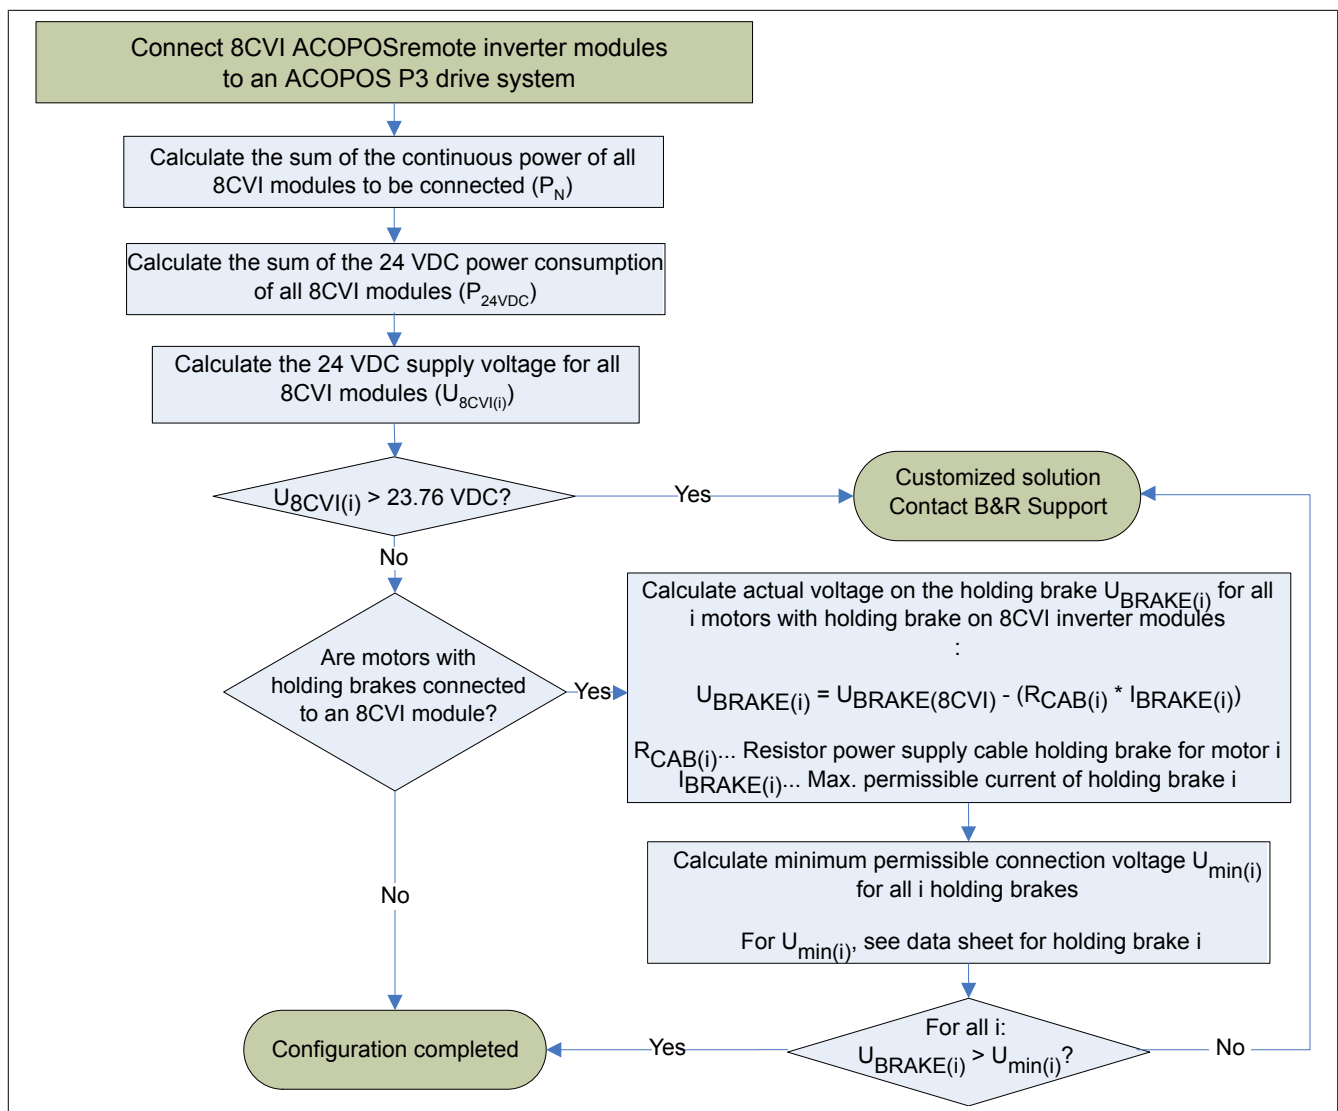 Connect 8CVI ACOPOSremote inverter modules
to an ACOPOS P3 drive system
Calculate the sum of the continuous power of all
8CVI modules to be connected (PN)
Calculate the sum of the 24 VDC power consumption
of all 8CVI modules (P24VDC)
Calculate the 24 VDC supply voltage for all
8CVI modules (U8CVI(i))
U8CVI(i) > 23.76 VDC?
Yes
Customized solution
Contact B&R Support
No
Are motors with
holding brakes connected
to an 8CVI module?
Yes
Calculate actual voltage on the holding brake UBRAKE(i) for all
i motors with holding brake on 8CVI inverter modules
:
UBRAKE(i) = UBRAKE(8CVI) - (RCAB(i) * IBRAKE(i))
RCAB(i)... Resistor power supply cable holding brake for motor i
IBRAKE(i)... Max. permissible current of holding brake i
Calculate minimum permissible connection voltage Umin(i)
for all i holding brakes
For Umin(i), see data sheet for holding brake i
No
For all i:
UBRAKE(i) > Umin(i)?
Yes
No
Configuration completed